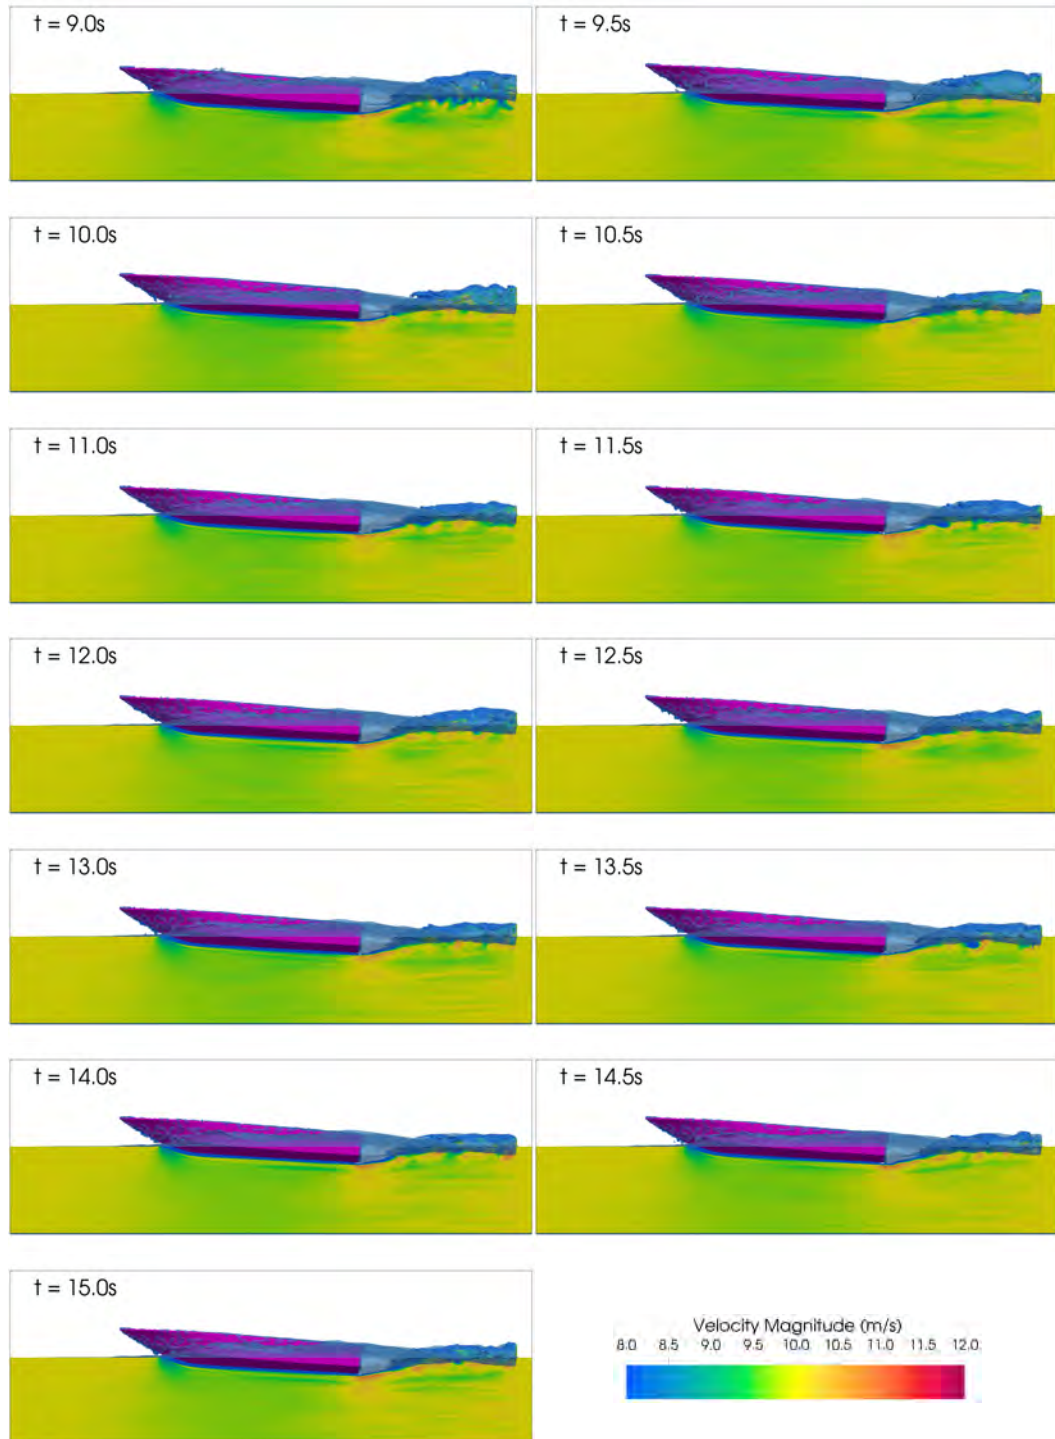 t = 9.0s
t = 9.5s
t = 10.0s
t = 10.5s
t = 11.0s
t = 11.5s
t = 12.0s
t = 12.5s
t = 13.0s
t = 13.5s
t = 14.0s
t = 14.5s
t = 15.0s
Velocity Magnitude (m/s)
8.0 8.5 9.0 9.5 10.0 10.5 11.0 11.5 12.0